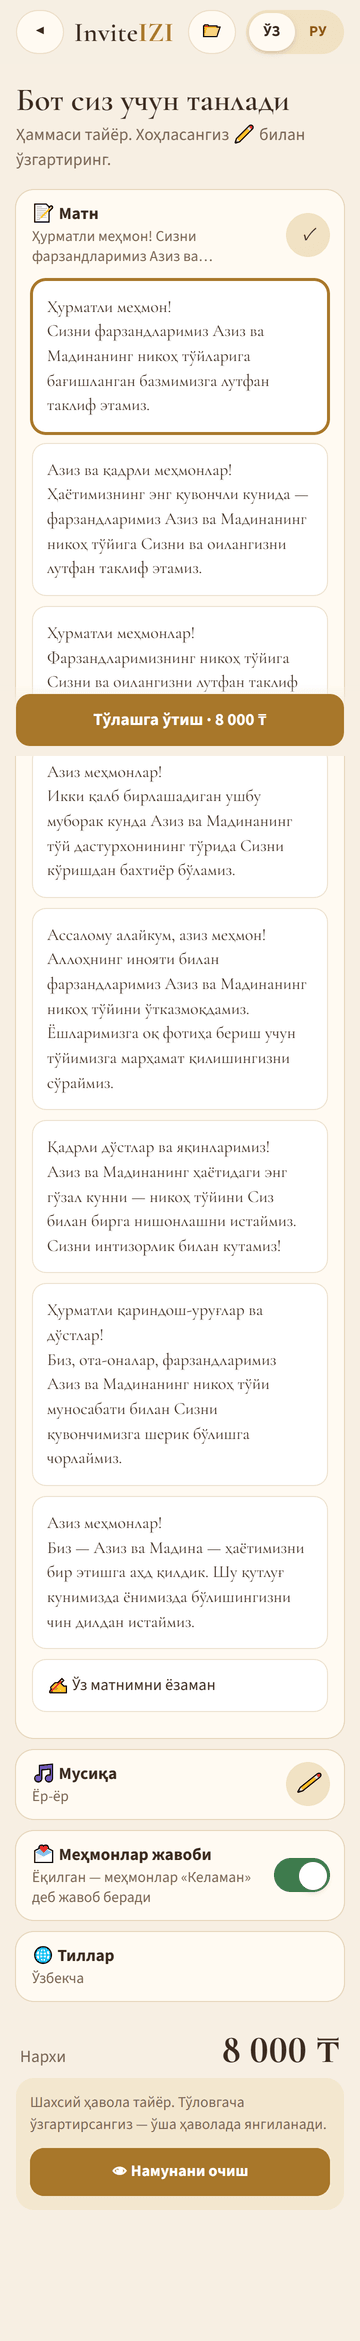 InviteIZI
ЎЗ РУ
Бот сиз учун танлади
Ҳаммаси тайёр. Хоҳласангиз ✏️ билан
ўзгартиринг.
📝 Матн
Ҳурматли меҳмон! Сизни
фарзандларимиз Азиз ва…
Ҳурматли меҳмон!
Сизни фарзандларимиз Азиз ва
Мадинанинг никоҳ тўйларига
бағишланган базмимизга лутфан
таклиф этамиз.
Азиз ва қадрли меҳмонлар!
Ҳаётимизнинг энг қувончли кунида —
фарзандларимиз Азиз ва Мадинанинг
никоҳ тўйига Сизни ва оилангизни
лутфан таклиф этамиз.
Ҳурматли меҳмонлар!
Фарзандларимизнинг никоҳ тўйига
Сизни ва оилангизни лутфан таклиф
Тўлашга ўтиш · 8 000 ₸
Азиз меҳмонлар!
Икки қалб бирлашадиган ушбу
муборак кунда Азиз ва Мадинанинг
тўй дастурхонининг тўрида Сизни
кўришдан бахтиёр бўламиз.
Ассалому алайкум, азиз меҳмон!
Аллоҳнинг инояти билан
фарзандларимиз Азиз ва Мадинанинг
никоҳ тўйини ўтказмоқдамиз.
Ёшларимизга оқ фотиҳа бериш учун
тўйимизга марҳамат қилишингизни
сўраймиз.
Қадрли дўстлар ва яқинларимиз!
Азиз ва Мадинанинг ҳаётидаги энг
гўзал кунни — никоҳ тўйини Сиз
билан бирга нишонлашни истаймиз.
Сизни интизорлик билан кутамиз!
Ҳурматли қариндош-уруғлар ва
дўстлар!
Биз, ота-оналар, фарзандларимиз
Азиз ва Мадинанинг никоҳ тўйи
муносабати билан Сизни
қувончимизга шерик бўлишга
чорлаймиз.
Азиз меҳмонлар!
Биз — Азиз ва Мадина — ҳаётимизни
бир этишга аҳд қилдик. Шу қутлуғ
кунимизда ёнимизда бўлишингизни
чин дилдан истаймиз.
✍️ Ўз матнимни ёзаман
🎵 Мусиқа
Ёр-ёр
💌 Меҳмонлар жавоби
Ёқилган — меҳмонлар «Келаман»
деб жавоб беради
🌐 Тиллар
Ўзбекча
Нархи 8 000 ₸
Шахсий ҳавола тайёр. Тўловгача
ўзгартирсангиз — ўша ҳаволада янгиланади.
👁 Намунани очиш